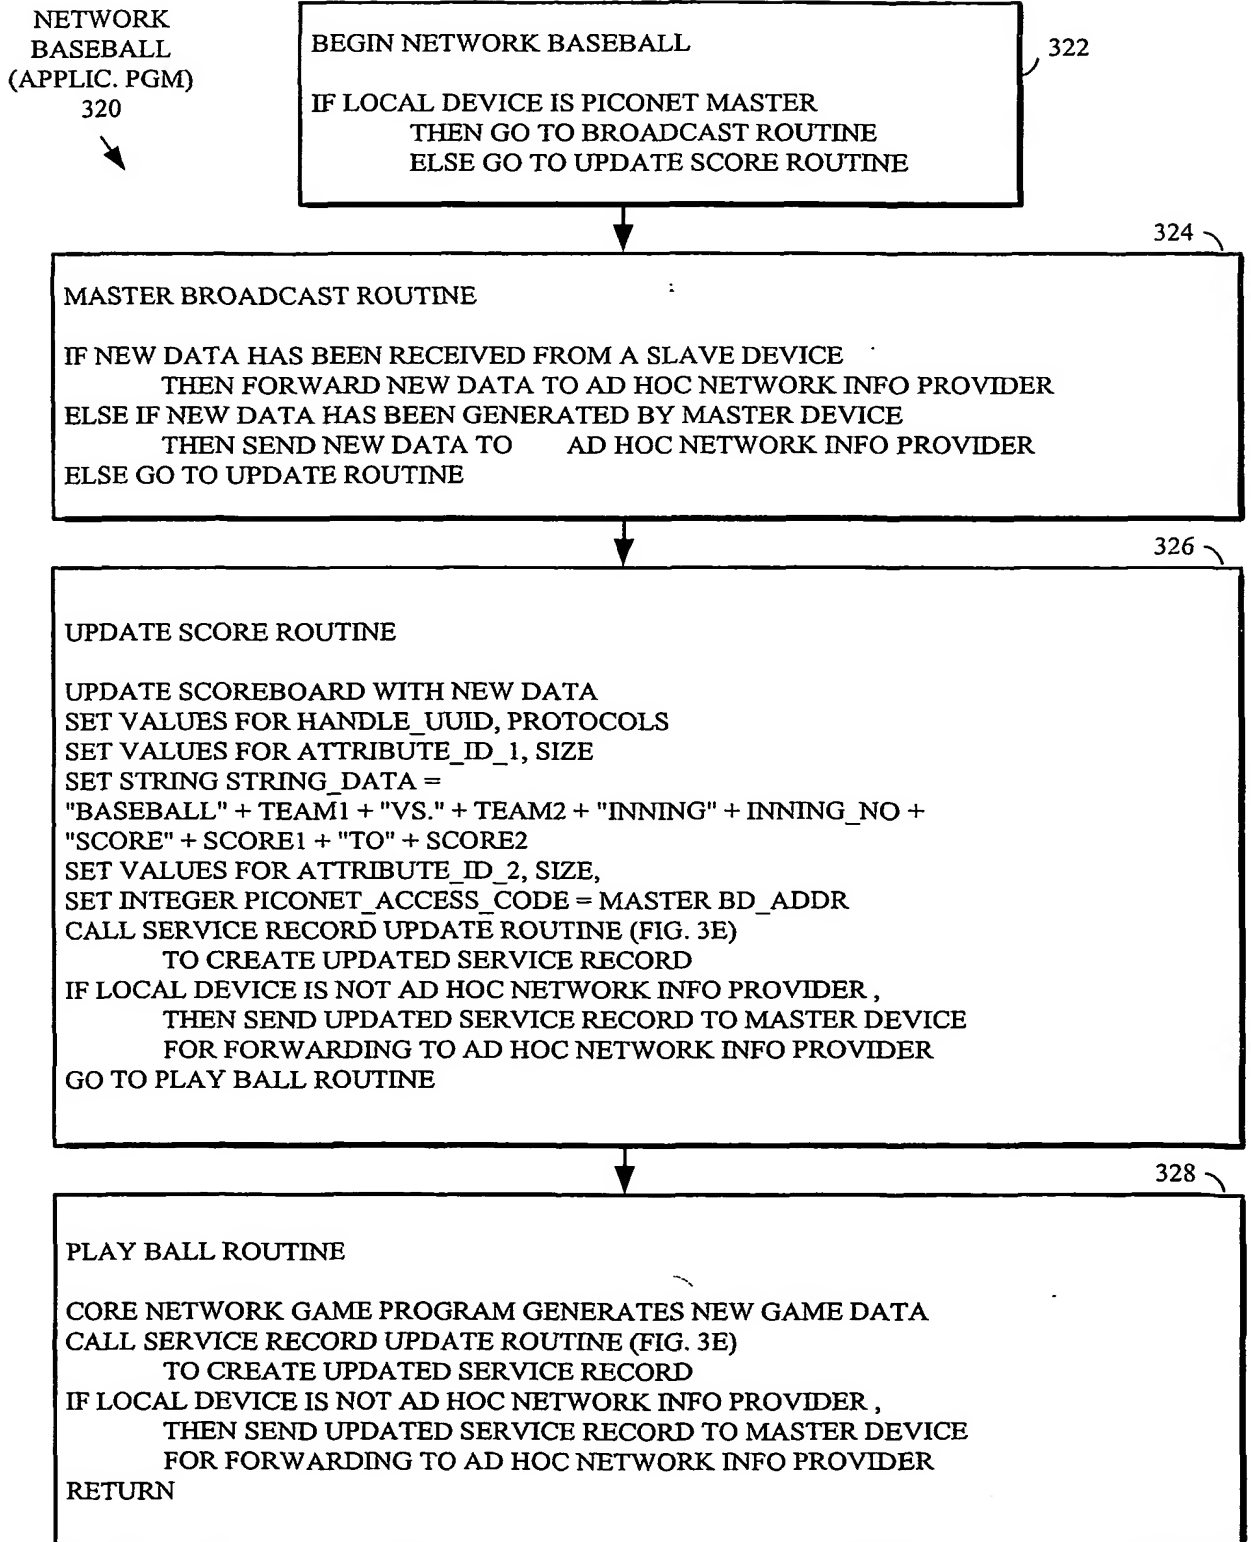 NETWORK
BASEBALL
(APPLIC. PGM)
320
BEGIN NETWORK BASEBALL
322
IF LOCAL DEVICE IS PICONET MASTER
THEN GO TO BROADCAST ROUTINE
ELSE GO TO UPDATE SCORE ROUTINE
324
MASTER BROADCAST ROUTINE
IF NEW DATA HAS BEEN RECEIVED FROM A SLAVE DEVICE
THEN FORWARD NEW DATA TO AD HOC NETWORK INFO PROVIDER
ELSE IF NEW DATA HAS BEEN GENERATED BY MASTER DEVICE
THEN SEND NEW DATA TO AD HOC NETWORK INFO PROVIDER
ELSE GO TO UPDATE ROUTINE
326
UPDATE SCORE ROUTINE
UPDATE SCOREBOARD WITH NEW DATA
SET VALUES FOR HANDLE_UUID, PROTOCOLS
SET VALUES FOR ATTRIBUTE_ID_1, SIZE
SET STRING STRING_DATA =
"BASEBALL" + TEAM1 + "VS." + TEAM2 + "INNING" + INNING_NO +
"SCORE" + SCORE1 + "TO" + SCORE2
SET VALUES FOR ATTRIBUTE_ID_2, SIZE,
SET INTEGER PICONET_ACCESS_CODE = MASTER BD_ADDR
CALL SERVICE RECORD UPDATE ROUTINE (FIG. 3E)
TO CREATE UPDATED SERVICE RECORD
IF LOCAL DEVICE IS NOT AD HOC NETWORK INFO PROVIDER ,
THEN SEND UPDATED SERVICE RECORD TO MASTER DEVICE
FOR FORWARDING TO AD HOC NETWORK INFO PROVIDER
GO TO PLAY BALL ROUTINE
328
PLAY BALL ROUTINE
CORE NETWORK GAME PROGRAM GENERATES NEW GAME DATA
CALL SERVICE RECORD UPDATE ROUTINE (FIG. 3E)
TO CREATE UPDATED SERVICE RECORD
IF LOCAL DEVICE IS NOT AD HOC NETWORK INFO PROVIDER ,
THEN SEND UPDATED SERVICE RECORD TO MASTER DEVICE
FOR FORWARDING TO AD HOC NETWORK INFO PROVIDER
RETURN